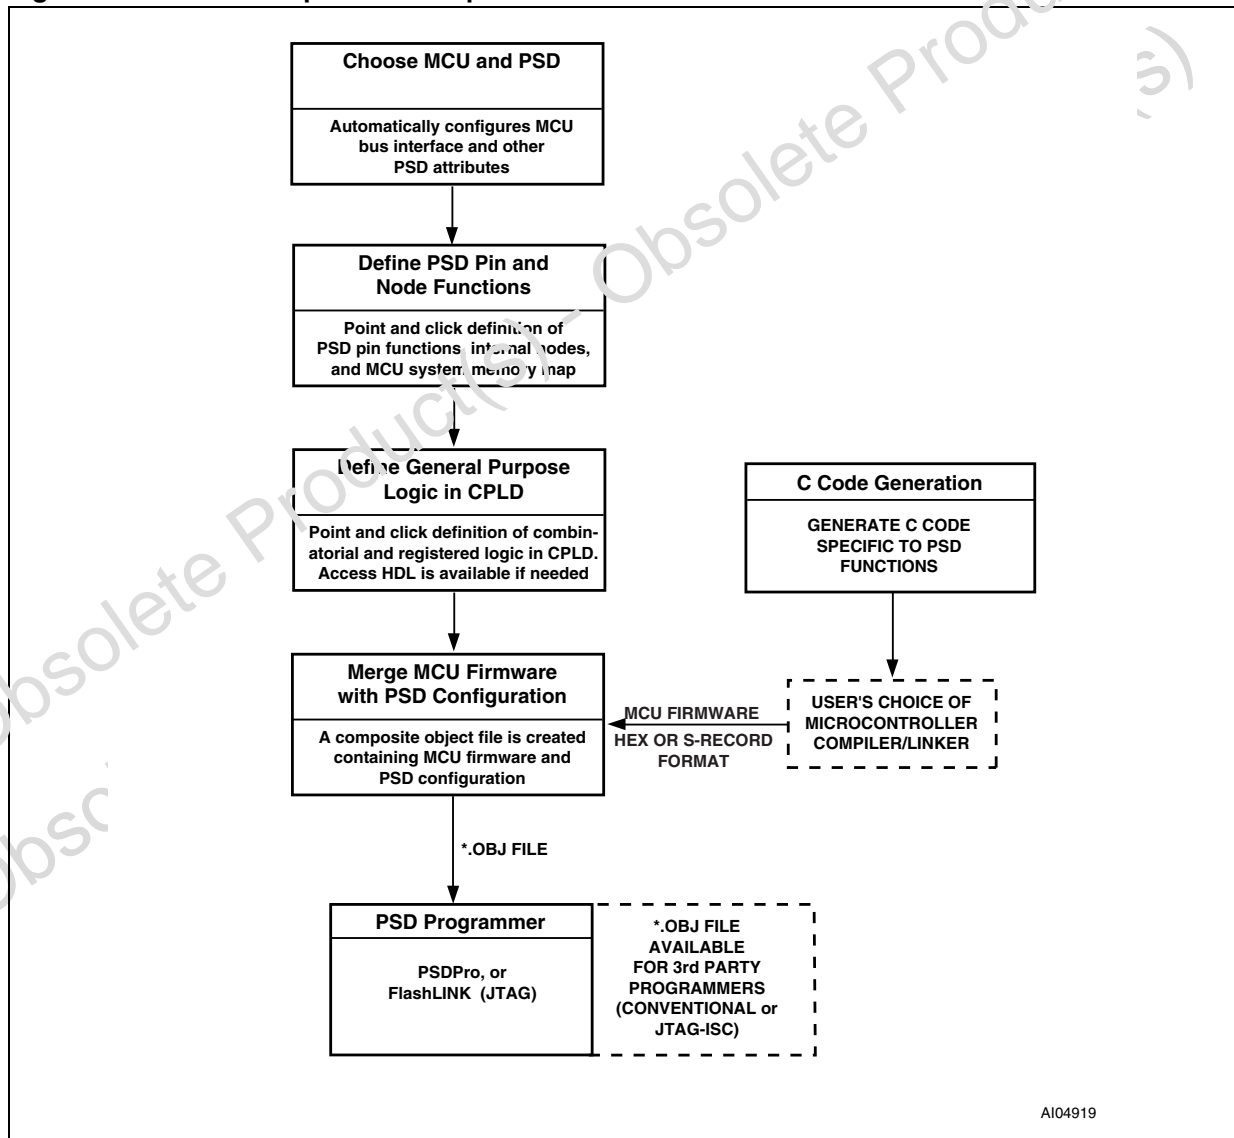 Choose MCU and PSD
Automatically configures MCU
bus interface and other
PSD attributes
Define PSD Pin and
Node Functions
Point and click definition of
PSD pin functions, internal nodes,
and MCU system memory map
Define General Purpose
Logic in CPLD
Point and click definition of combin-
atorial and registered logic in CPLD.
Access HDL is available if needed
C Code Generation
GENERATE C CODE
SPECIFIC TO PSD
FUNCTIONS
Merge MCU Firmware
with PSD Configuration
A composite object file is created
containing MCU firmware and
PSD configuration
MCU FIRMWARE
HEX OR S-RECORD
FORMAT
USER'S CHOICE OF
MICROCONTROLLER
COMPILER/LINKER
*.OBJ FILE
PSD Programmer
PSDPro, or
FlashLINK (JTAG)
*.OBJ FILE
AVAILABLE
FOR 3rd PARTY
PROGRAMMERS
(CONVENTIONAL or
JTAG-ISC)
AI04919
Obsolete Product(s) - Obsolete Produ
s)